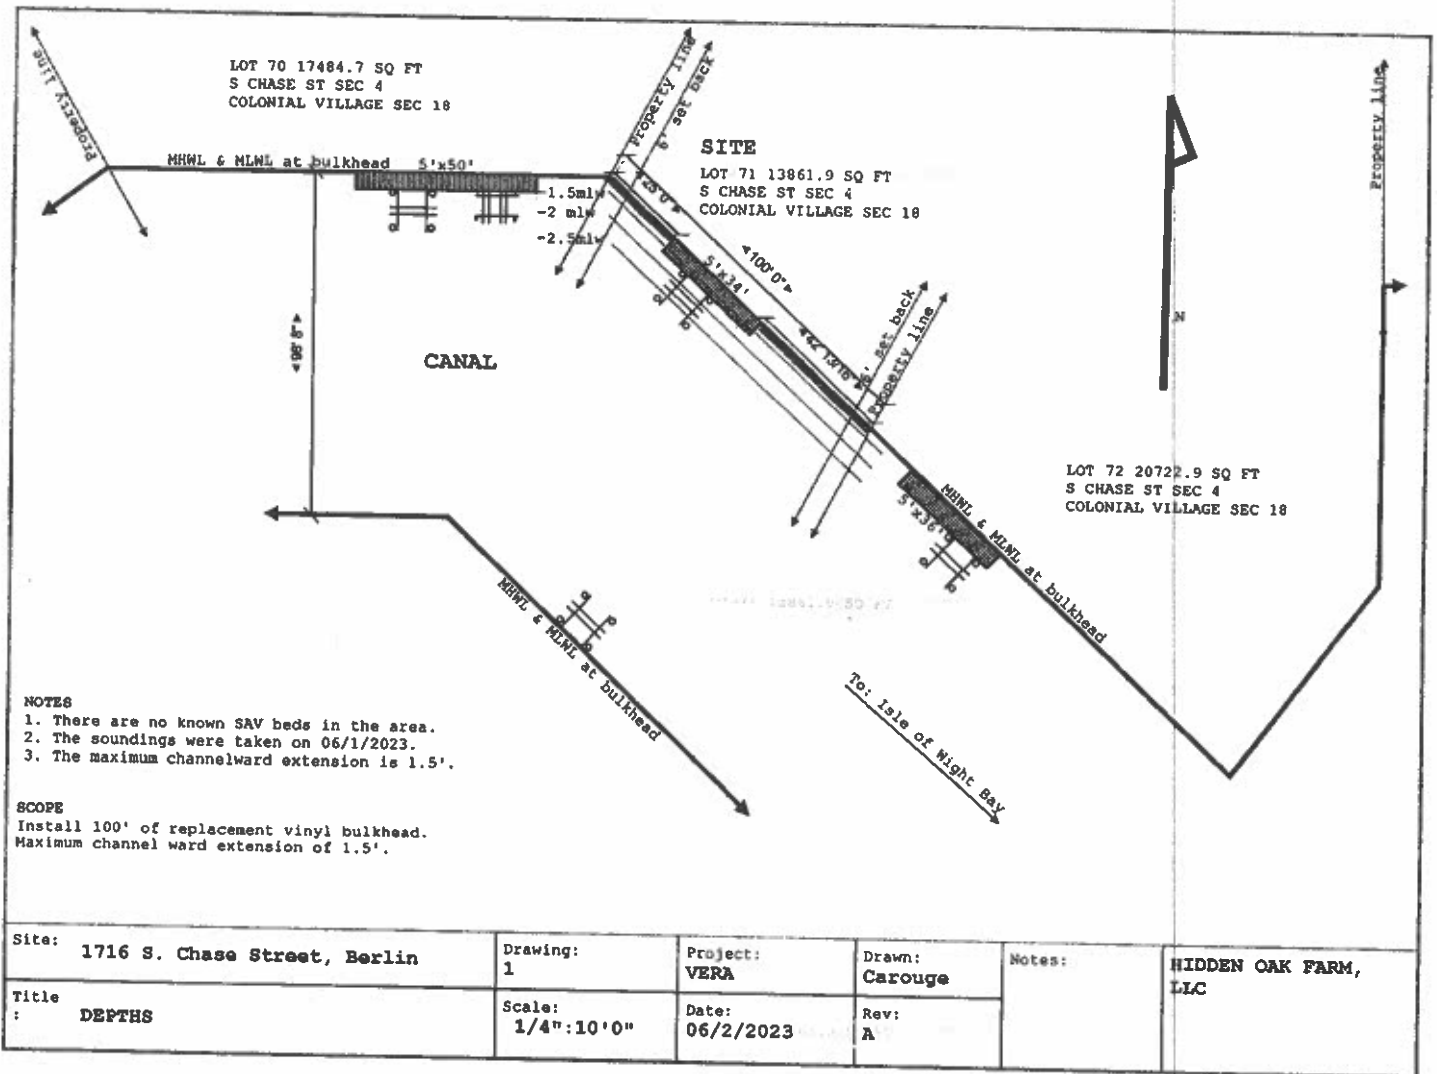 LOT 70 17484.7 SQ FT
S CHASE ST SEC 4
COLONIAL VILLAGE SEC 18
Property line
Property line
6' set back
SITE
LOT 71 13861.9 SQ FT
S CHASE ST SEC 4
COLONIAL VILLAGE SEC 18
Property line
MHWL & MLWL at bulkhead
5'x50'
-1.5mlw
-2 mlw
-2.5mlw
25'0"
100'0"
5'x34'
6' set back
Property line
N
98'8"
CANAL
LOT 72 20722.9 SQ FT
S CHASE ST SEC 4
COLONIAL VILLAGE SEC 18
5'x36'
MHWL & MLWL at bulkhead
MHWL & MLWL at bulkhead
To: Isle of Wight Bay
NOTES
1. There are no known SAV beds in the area.
2. The soundings were taken on 06/1/2023.
3. The maximum channelward extension is 1.5'.
SCOPE
Install 100' of replacement vinyl bulkhead.
Maximum channel ward extension of 1.5'.
Site: 1716 S. Chase Street, Berlin
Drawing:
1
Project:
VERA
Drawn:
Carouge
Notes:
HIDDEN OAK FARM,
LLC
Title
: DEPTHS
Scale:
1/4":10'0"
Date:
06/2/2023
Rev:
A